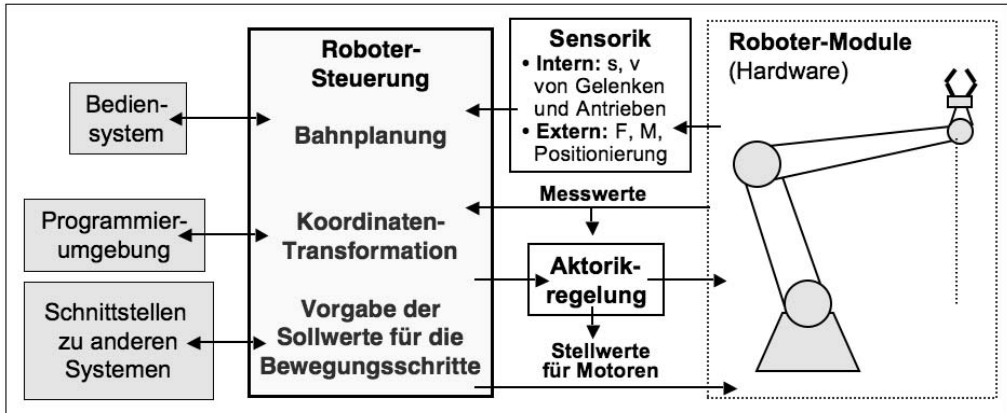 Bedien-
system
Programmier-
umgebung
Schnittstellen
zu anderen
Systemen
Roboter-
Steuerung
Bahnplanung
Koordinaten-
Transformation
Vorgabe der
Sollwerte für die
Bewegungsschritte
Sensorik
• Intern: s, v
von Gelenken
und Antrieben
• Extern: F, M,
Positionierung
Messwerte
Aktorik-
regelung
Stellwerte
für Motoren
Roboter-Module
(Hardware)